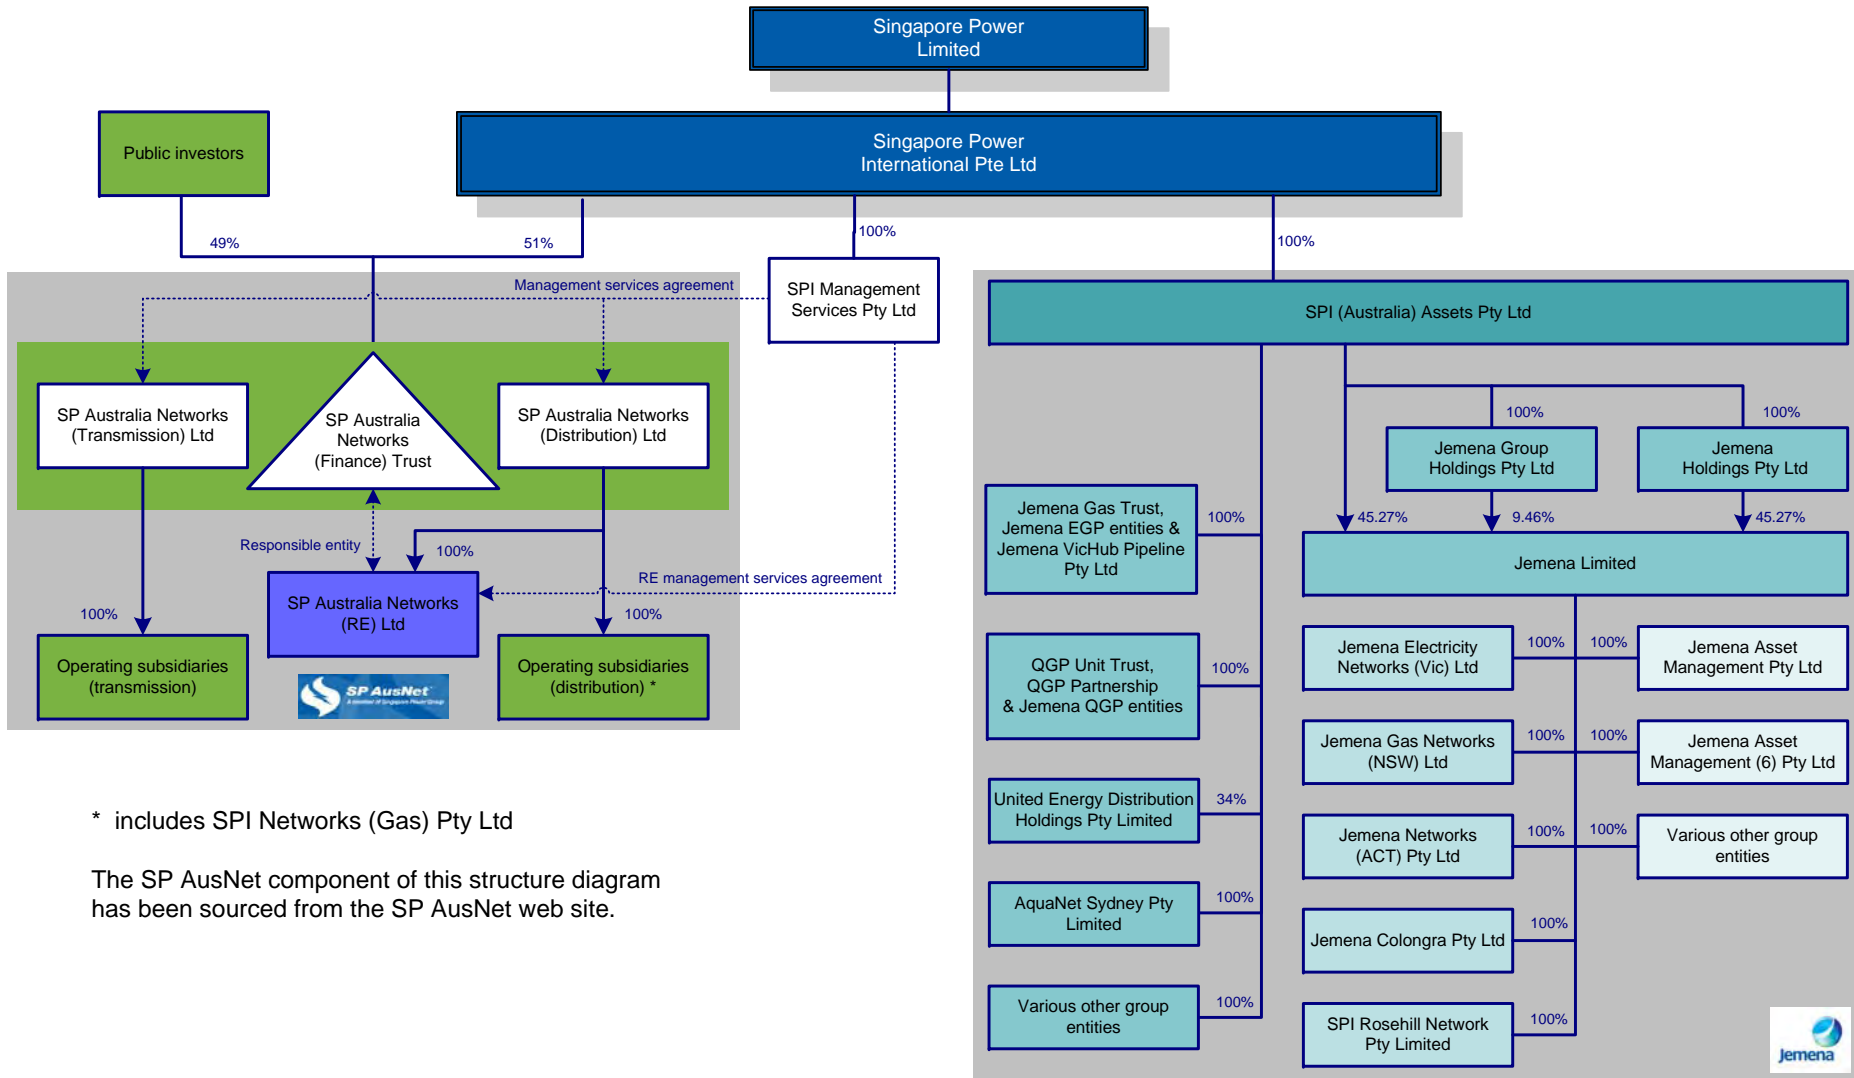 Singapore Power
Limited
Public investors
Singapore Power
International Pte Ltd
49%
51%
100%
100%
Management services agreement
SPI Management
Services Pty Ltd
SPI (Australia) Assets Pty Ltd
SP Australia Networks
(Transmission) Ltd
SP Australia
Networks
(Finance) Trust
SP Australia Networks
(Distribution) Ltd
100%
100%
Jemena Group
Holdings Pty Ltd
Jemena
Holdings Pty Ltd
45.27%
9.46%
45.27%
Jemena Limited
Responsible entity
100%
RE management services agreement
SP Australia Networks
(RE) Ltd
100%
100%
Operating subsidiaries
(transmission)
SP AusNet
A member of Singapore Power Group
Operating subsidiaries
(distribution) *
Jemena Gas Trust,
Jemena EGP entities &
Jemena VicHub Pipeline
Pty Ltd
100%
QGP Unit Trust,
QGP Partnership
& Jemena QGP entities
100%
United Energy Distribution
Holdings Pty Limited
34%
AquaNet Sydney Pty
Limited
100%
Various other group
entities
100%
Jemena Electricity
Networks (Vic) Ltd
100%
100%
Jemena Asset
Management Pty Ltd
Jemena Gas Networks
(NSW) Ltd
100%
100%
Jemena Asset
Management (6) Pty Ltd
Jemena Networks
(ACT) Pty Ltd
100%
100%
Various other group
entities
Jemena Colongra Pty Ltd
100%
SPI Rosehill Network
Pty Limited
100%
Jemena
* includes SPI Networks (Gas) Pty Ltd
The SP AusNet component of this structure diagram
has been sourced from the SP AusNet web site.